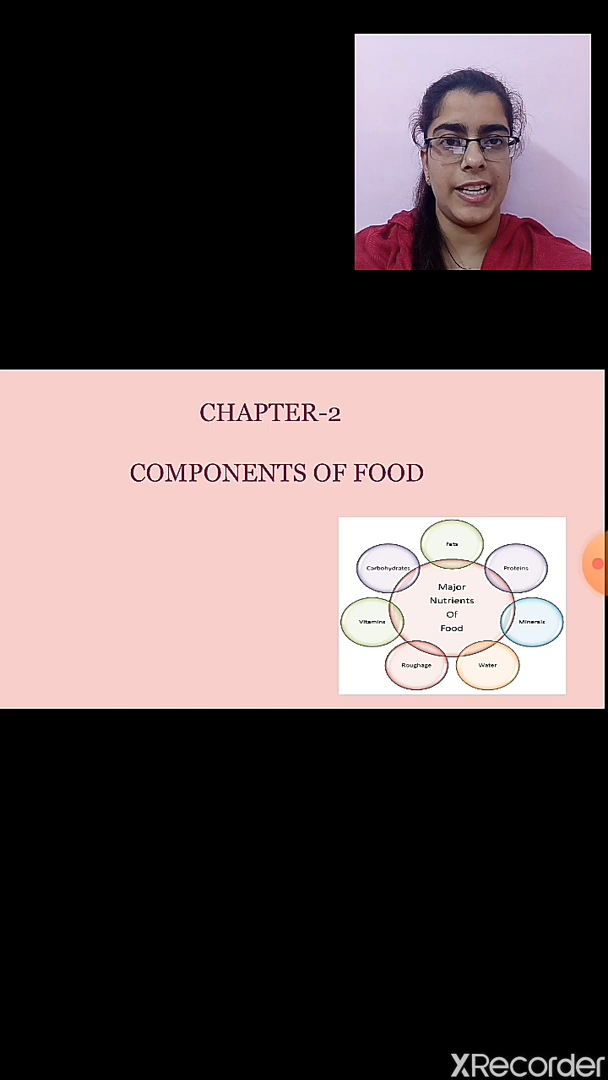 CHAPTER-2
COMPONENTS OF FOOD
Fats
Carbohydrates
Proteins
Major
Nutrients
Of
Food
Vitamins
Minerals
Roughage
Water
XRecorder